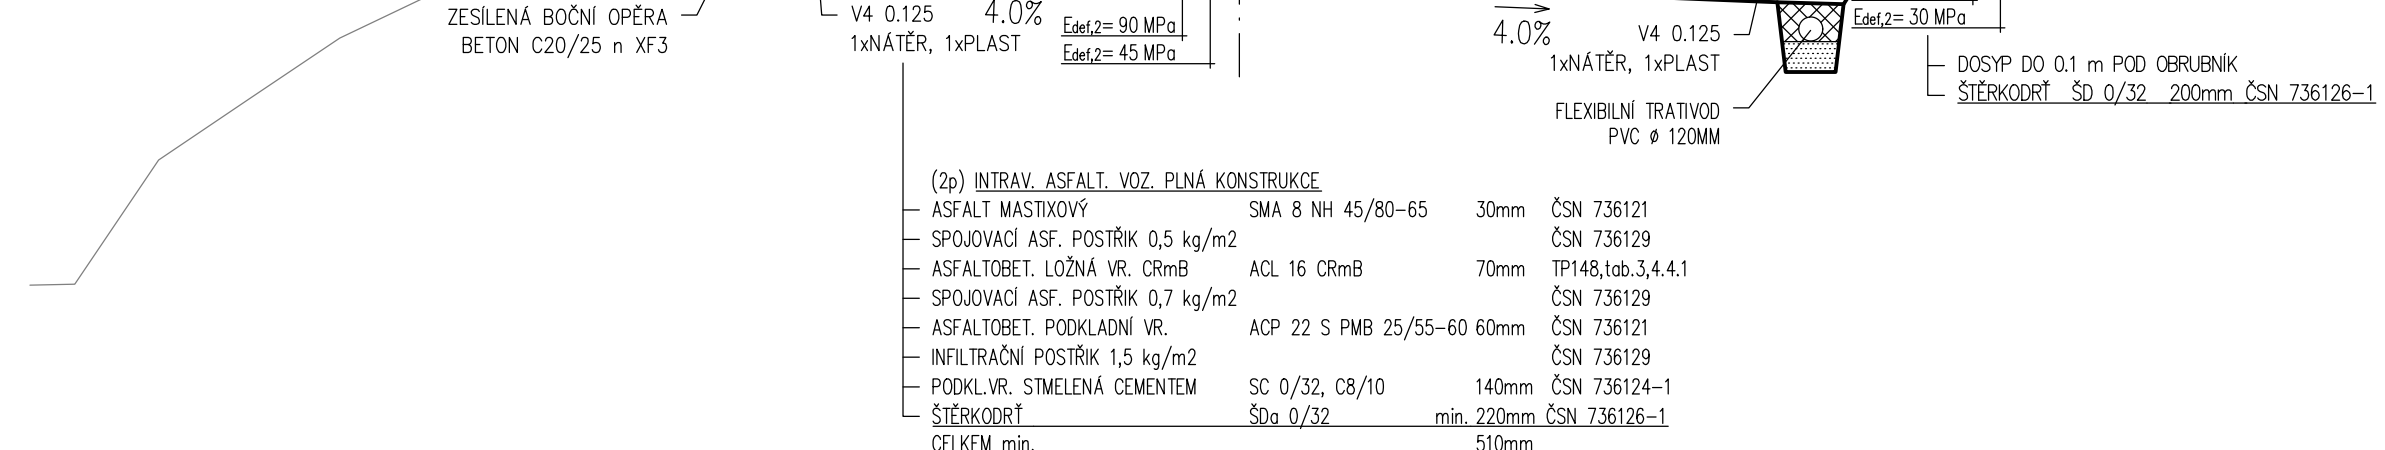 ZESÍLENÁ BOČNÍ OPĚRA
BETON C20/25 n XF3
V4 0.125
4.0%
1xNÁTĚR, 1xPLAST
Edef,2= 90 MPa
Edef,2= 45 MPa
4.0%
V4 0.125
1xNÁTĚR, 1xPLAST
Edef,2= 30 MPa
DOSYP DO 0.1 m POD OBRUBNÍK
ŠTĚRKODRŤ ŠD 0/32 200mm ČSN 736126-1
FLEXIBILNÍ TRATIVOD
PVC ø 120MM
(2p) INTRAV. ASFALT. VOZ. PLNÁ KONSTRUKCE
ASFALT MASTIXOVÝ SMA 8 NH 45/80-65 30mm ČSN 736121
SPOJOVACÍ ASF. POSTŘIK 0,5 kg/m2 ČSN 736129
ASFALTOBET. LOŽNÁ VR. CRmB ACL 16 CRmB 70mm TP148,tab.3,4.4.1
SPOJOVACÍ ASF. POSTŘIK 0,7 kg/m2 ČSN 736129
ASFALTOBET. PODKLADNÍ VR. ACP 22 S PMB 25/55-60 60mm ČSN 736121
INFILTRAČNÍ POSTŘIK 1,5 kg/m2 ČSN 736129
PODKL.VR. STMELENÁ CEMENTEM SC 0/32, C8/10 140mm ČSN 736124-1
ŠTĚRKODRŤ ŠDa 0/32 min. 220mm ČSN 736126-1
CELKEM min. 510mm